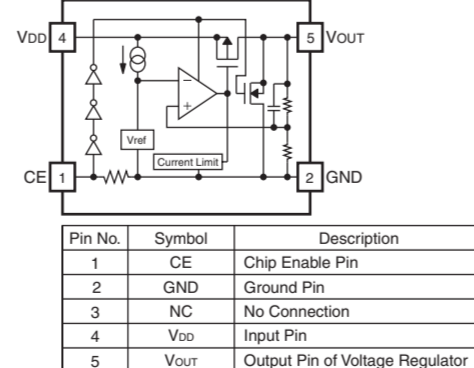 VDD 4
5 VOUT
−
+
Vref
Current Limit
CE 1
2 GND
Pin No. Symbol Description
1 CE Chip Enable Pin
2 GND Ground Pin
3 NC No Connection
4 VDD Input Pin
5 VOUT Output Pin of Voltage Regulator